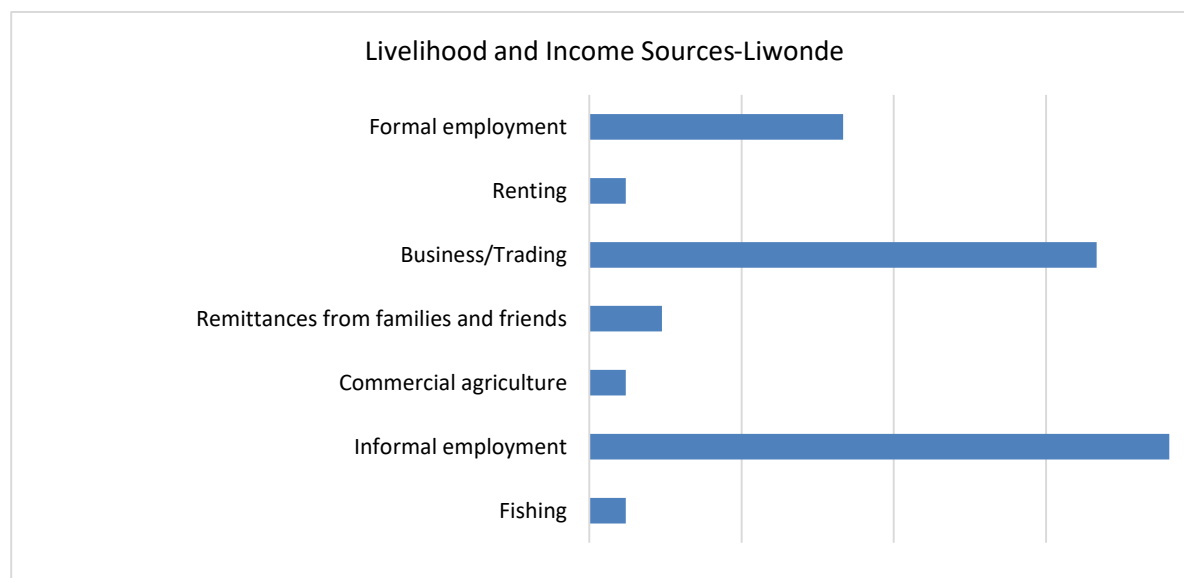 Livelihood and Income Sources-Liwonde
Formal employment
Renting
Business/Trading
Remittances from families and friends
Commercial agriculture
Informal employment
Fishing